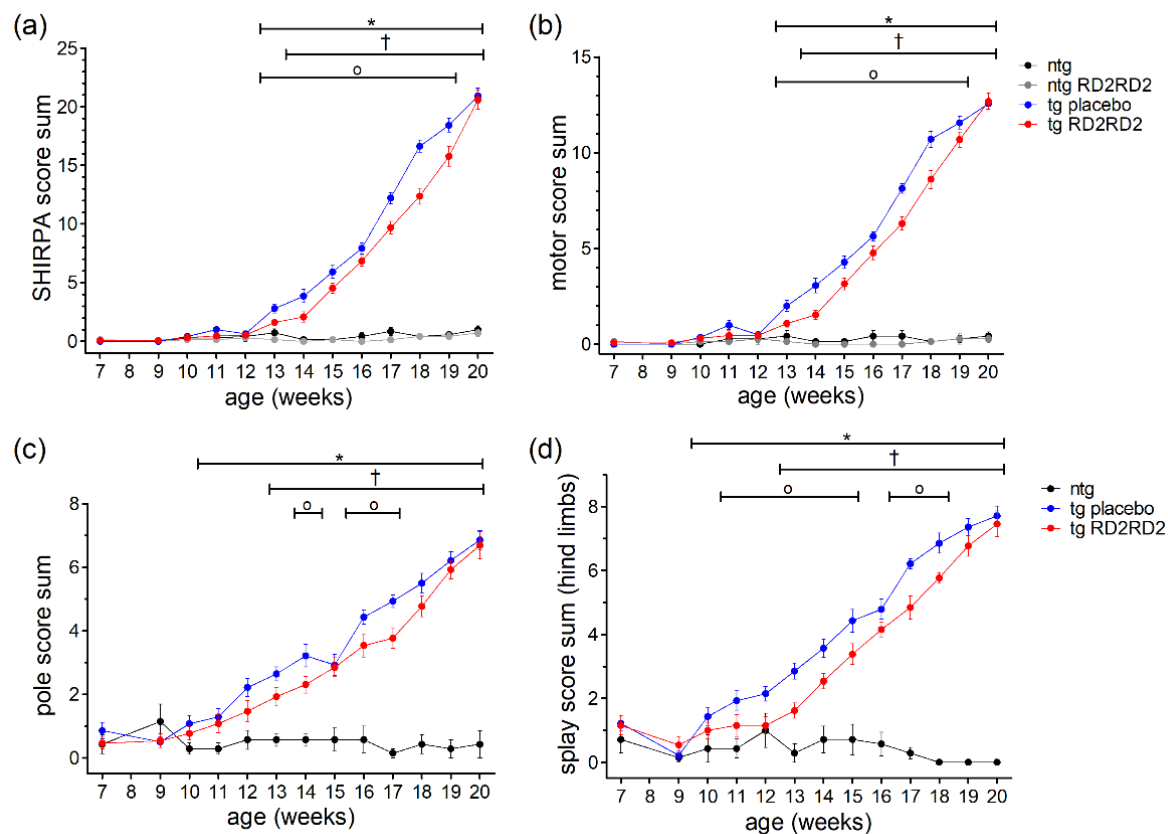 (a)
*
†
o
25
20
15
10
5
0
SHIRPA score sum
7 8 9 10 11 12 13 14 15 16 17 18 19 20
age (weeks)
(b)
*
†
o
10
5
0
motor score sum
7 8 9 10 11 12 13 14 15 16 17 18 19 20
age (weeks)
ntg
ntg RD2RD2
tg placebo
tg RD2RD2
(c)
*
†
o o
8
6
4
2
0
pole score sum
7 8 9 10 11 12 13 14 15 16 17 18 19 20
age (weeks)
(d)
*
†
o o
8
6
4
2
0
splay score sum (hind limbs)
7 8 9 10 11 12 13 14 15 16 17 18 19 20
age (weeks)
ntg
tg placebo
tg RD2RD2